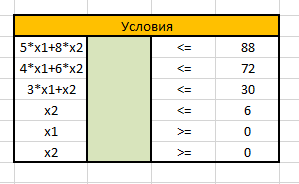 Условия
5*x1+8*x2 <= 88
4*x1+6*x2 <= 72
3*x1+x2 <= 30
x2 <= 6
x1 >= 0
x2 >= 0